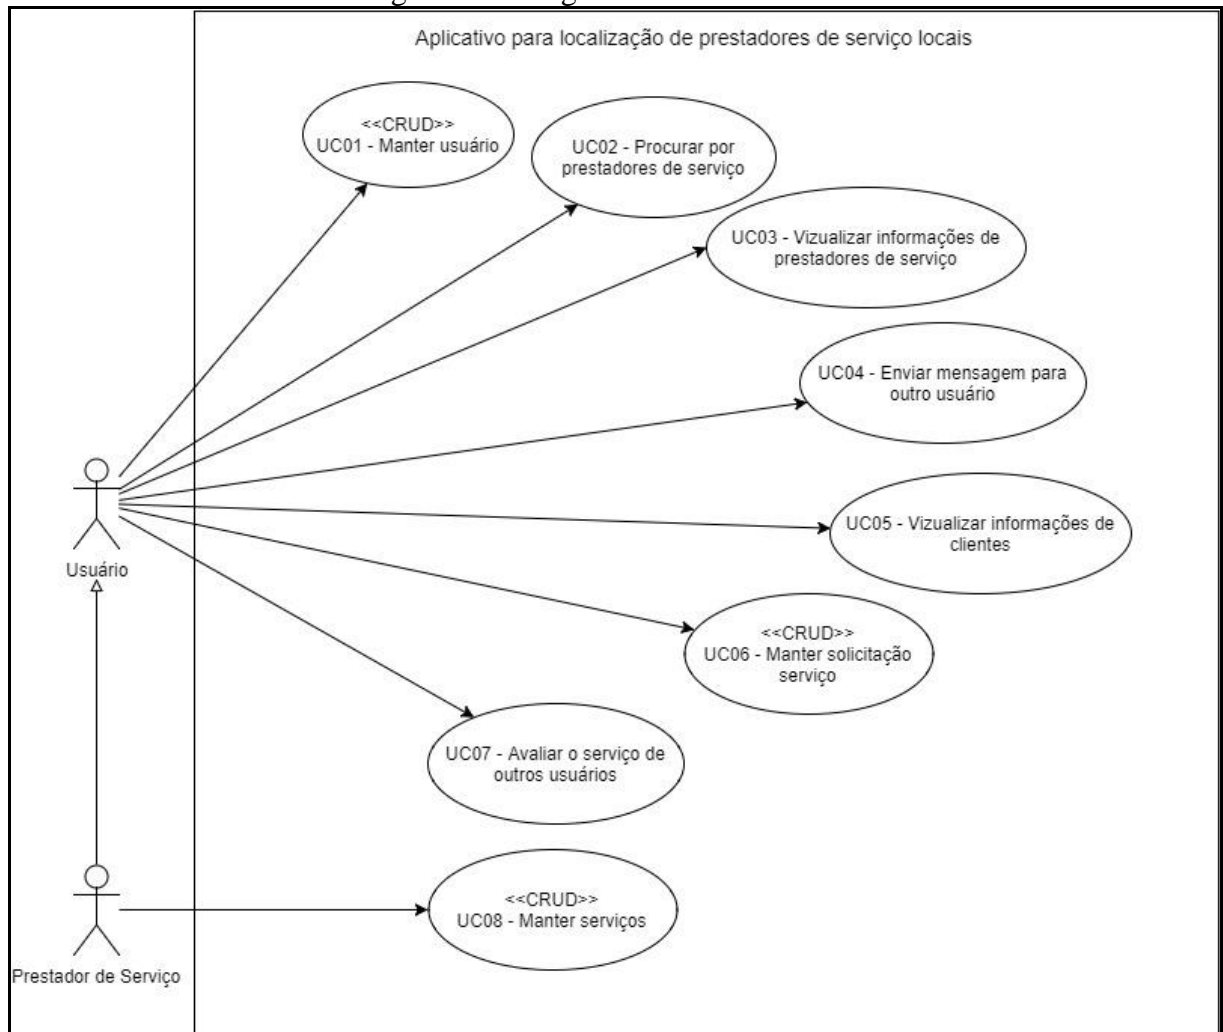 Aplicativo para localização de prestadores de serviço locais
<<CRUD>>
UC01 - Manter usuário
UC02 - Procurar por
prestadores de serviço
UC03 - Vizualizar informações de
prestadores de serviço
UC04 - Enviar mensagem para
outro usuário
Usuário
UC05 - Vizualizar informações de
clientes
<<CRUD>>
UC06 - Manter solicitação
serviço
UC07 - Avaliar o serviço de
outros usuários
<<CRUD>>
UC08 - Manter serviços
Prestador de Serviço